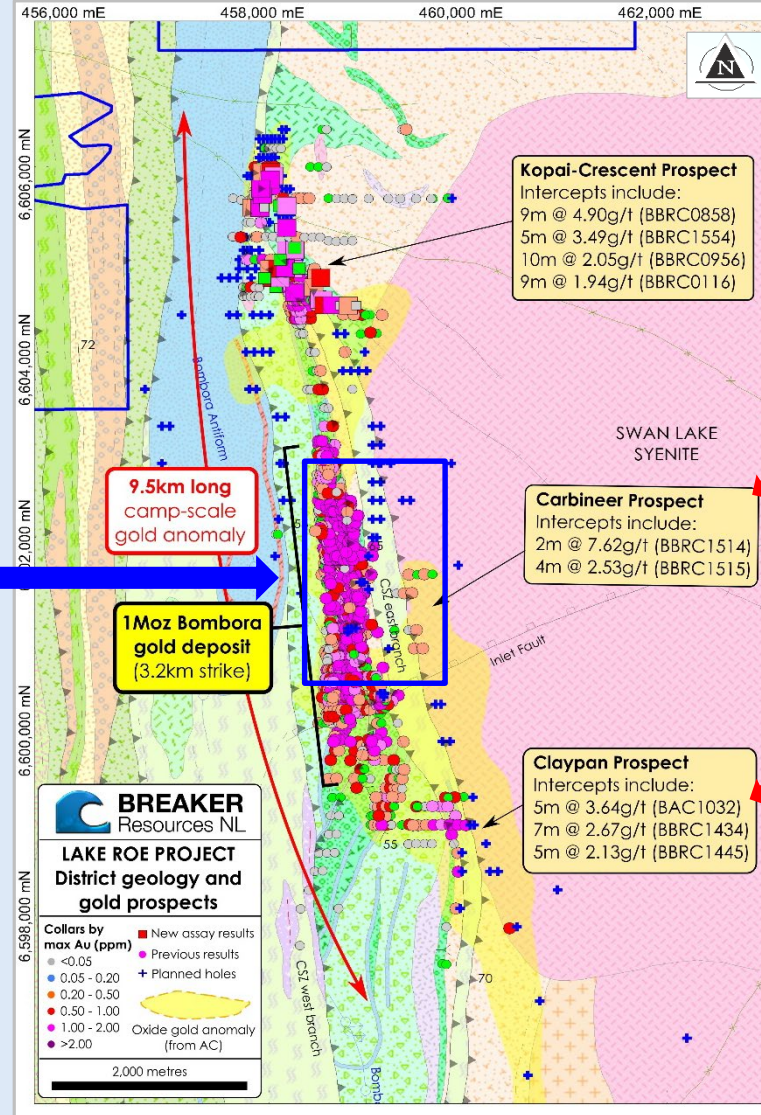 456,000 mE
458,000 mE
460,000 mE
462,000 mE
N
6,606,000 mN
6,604,000 mN
02,000 mN
6,600,000 mN
6,598,000 mN
Kopai-Crescent Prospect
Intercepts include:
9m @ 4.90g/t (BBRC0858)
5m @ 3.49g/t (BBRC1554)
10m @ 2.05g/t (BBRC0956)
9m @ 1.94g/t (BBRC0116)
72
Bombora Antiform
SWAN LAKE
SYENITE
9.5km long
camp-scale
gold anomaly
Carbineer Prospect
Intercepts include:
2m @ 7.62g/t (BBRC1514)
4m @ 2.53g/t (BBRC1515)
CSZ east branch
1Moz Bombora
gold deposit
(3.2km strike)
Inlet Fault
Claypan Prospect
Intercepts include:
5m @ 3.64g/t (BAC1032)
7m @ 2.67g/t (BBRC1434)
5m @ 2.13g/t (BBRC1445)
55
70
CSZ west branch
BREAKER
Resources NL
LAKE ROE PROJECT
District geology and
gold prospects
Collars by
max Au (ppm)
<0.05
0.05 - 0.20
0.20 - 0.50
0.50 - 1.00
1.00 - 2.00
>2.00
New assay results
Previous results
Planned holes
Oxide gold anomaly
(from AC)
2,000 metres